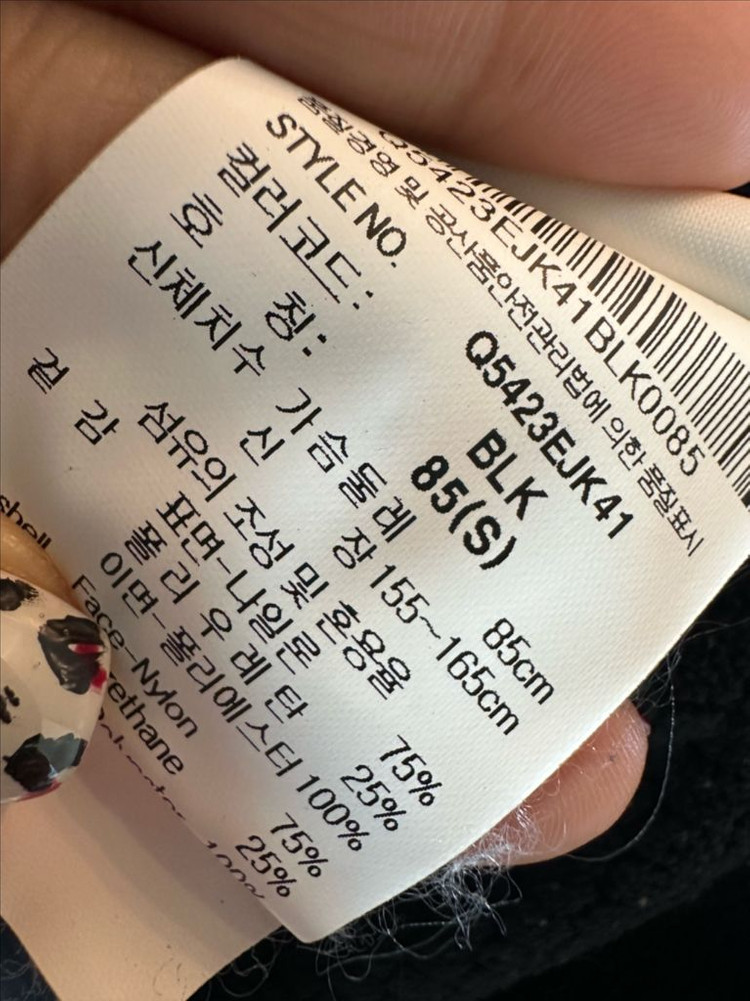 Q5423EJK41BLK0085
품질경영 및 공산품안전관리법에 의한 품질표시
STYLE NO. Q5423EJK41
컬러코드: BLK
호 칭: 85(S)
신체치수 가슴둘레 85cm
신 장 155~165cm
섬유의 조성 및 혼용율
겉 감 표면-나일론 75%
폴 리 우 레 탄 25%
이면-폴리에스터 100%
shell Face-Nylon 75%
rethane 25%
100%